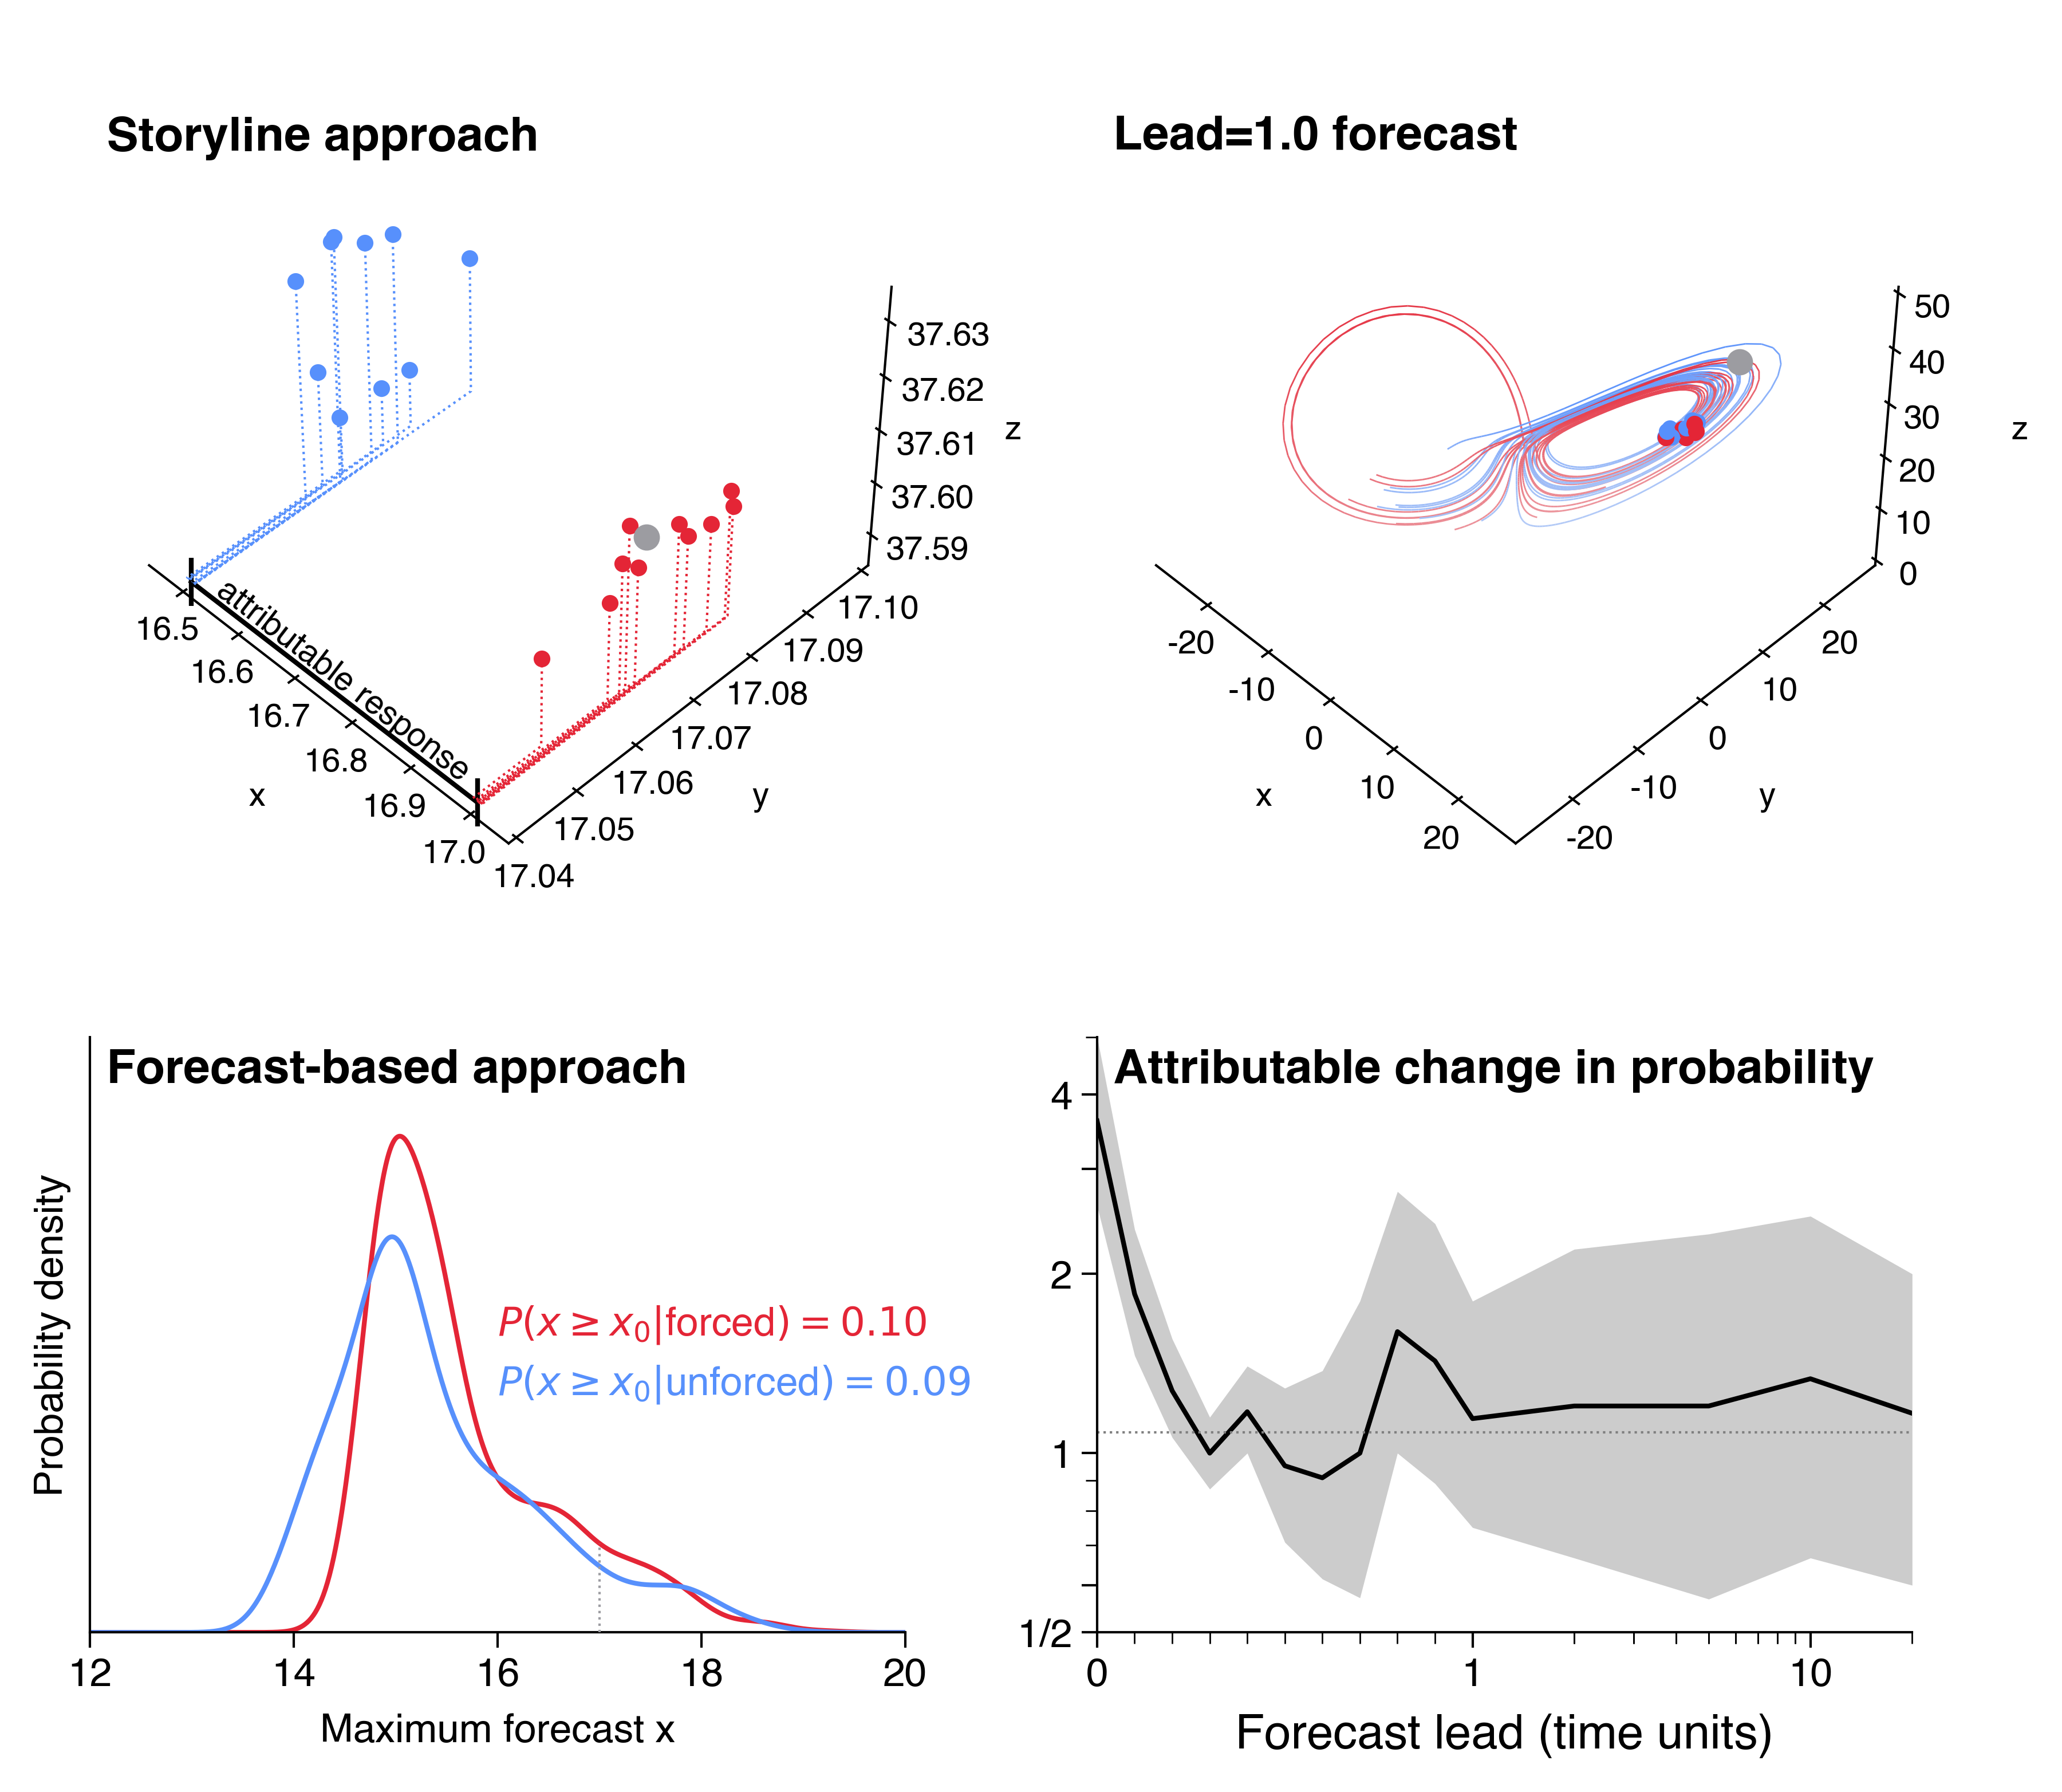 Storyline approach
37.63
37.62
37.61
37.60
37.59
z
17.10
17.09
17.08
17.07
17.06
17.05
17.04
y
attributable response
16.5
16.6
16.7
16.8
16.9
17.0
x
Lead=1.0 forecast
50
40
30
20
10
0
z
-20
-10
0
10
20
x
20
10
0
-10
-20
y
Forecast-based approach
Probability density
P(x ≥ x₀|forced) = 0.10
P(x ≥ x₀|unforced) = 0.09
12 14 16 18 20
Maximum forecast x
Attributable change in probability
4
2
1
1/2
0 1 10
Forecast lead (time units)